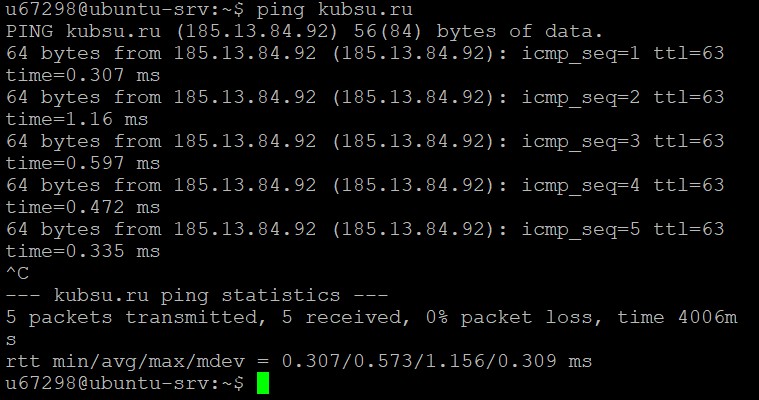 u67298@ubuntu-srv:~$ ping kubsu.ru
PING kubsu.ru (185.13.84.92) 56(84) bytes of data.
64 bytes from 185.13.84.92 (185.13.84.92): icmp_seq=1 ttl=63
time=0.307 ms
64 bytes from 185.13.84.92 (185.13.84.92): icmp_seq=2 ttl=63
time=1.16 ms
64 bytes from 185.13.84.92 (185.13.84.92): icmp_seq=3 ttl=63
time=0.597 ms
64 bytes from 185.13.84.92 (185.13.84.92): icmp_seq=4 ttl=63
time=0.472 ms
64 bytes from 185.13.84.92 (185.13.84.92): icmp_seq=5 ttl=63
time=0.335 ms
^C
--- kubsu.ru ping statistics ---
5 packets transmitted, 5 received, 0% packet loss, time 4006m
s
rtt min/avg/max/mdev = 0.307/0.573/1.156/0.309 ms
u67298@ubuntu-srv:~$